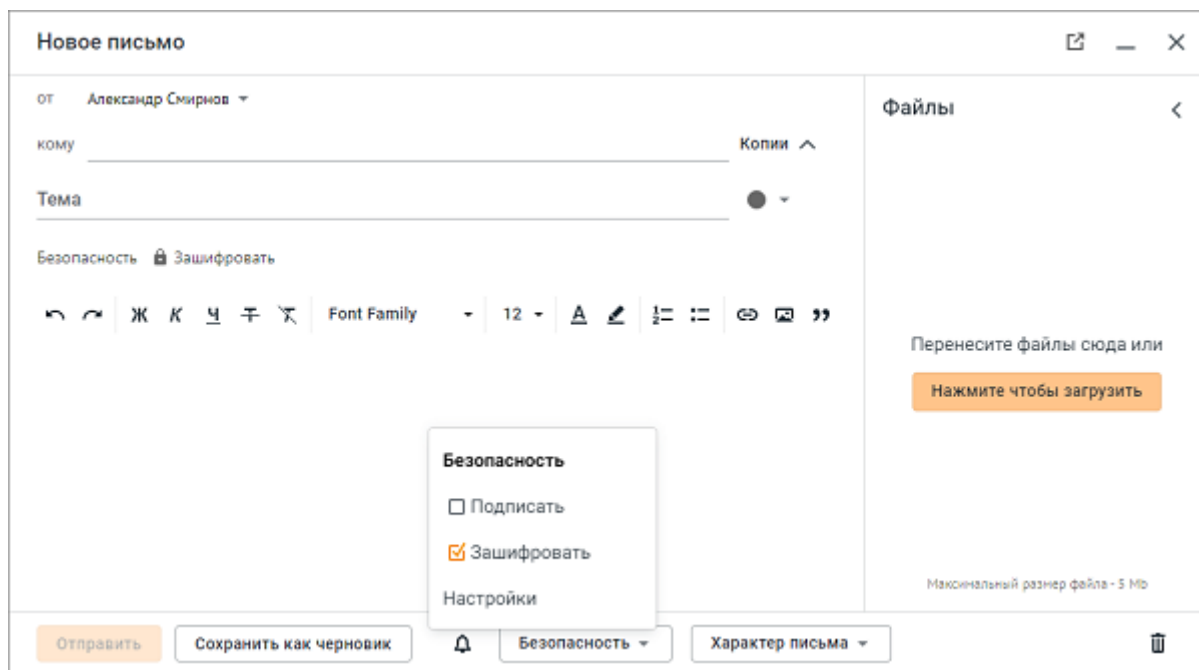 Новое письмо
от Александр Смирнов
Файлы
кому Копии
Тема
Безопасность Зашифровать
Ж К Ч Т Т Font Family 12 A
Перенесите файлы сюда или
Нажмите чтобы загрузить
Безопасность
Подписать
Зашифровать
Настройки
Максимальный размер файла - 5 Mb
Отправить Сохранить как черновик Безопасность Характер письма